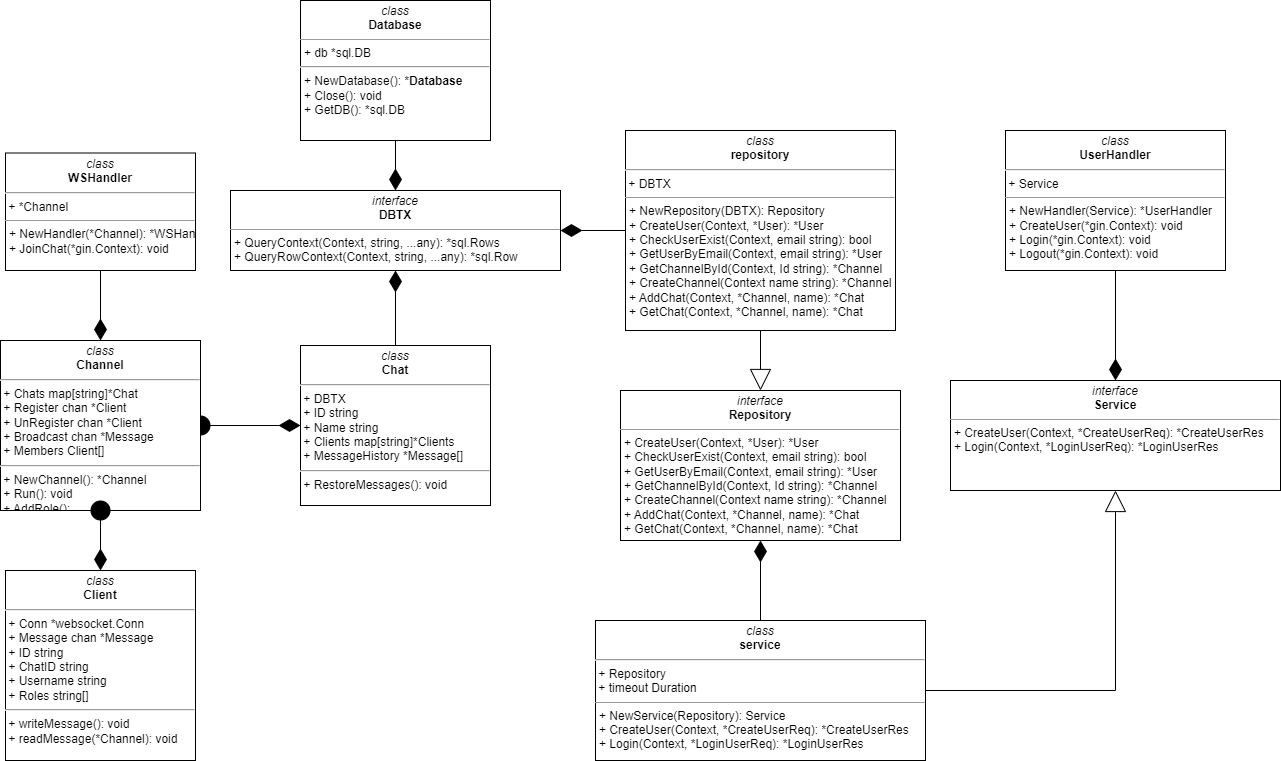 class
Database
+ db *sql.DB
+ NewDatabase(): *Database
+ Close(): void
+ GetDB(): *sql.DB
class
WSHandler
+ *Channel
+ NewHandler(*Channel): *WSHan
+ JoinChat(*gin.Context): void
interface
DBTX
+ QueryContext(Context, string, ...any): *sql.Rows
+ QueryRowContext(Context, string, ...any): *sql.Row
class
repository
+ DBTX
+ NewRepository(DBTX): Repository
+ CreateUser(Context, *User): *User
+ CheckUserExist(Context, email string): bool
+ GetUserByEmail(Context, email string): *User
+ GetChannelById(Context, Id string): *Channel
+ CreateChannel(Context name string): *Channel
+ AddChat(Context, *Channel, name): *Chat
+ GetChat(Context, *Channel, name): *Chat
class
UserHandler
+ Service
+ NewHandler(Service): *UserHandler
+ CreateUser(*gin.Context): void
+ Login(*gin.Context): void
+ Logout(*gin.Context): void
class
Channel
+ Chats map[string]*Chat
+ Register chan *Client
+ UnRegister chan *Client
+ Broadcast chan *Message
+ Members Client[]
+ NewChannel(): *Channel
+ Run(): void
+ AddRole():
class
Chat
+ DBTX
+ ID string
+ Name string
+ Clients map[string]*Clients
+ MessageHistory *Message[]
+ RestoreMessages(): void
interface
Repository
+ CreateUser(Context, *User): *User
+ CheckUserExist(Context, email string): bool
+ GetUserByEmail(Context, email string): *User
+ GetChannelById(Context, Id string): *Channel
+ CreateChannel(Context name string): *Channel
+ AddChat(Context, *Channel, name): *Chat
+ GetChat(Context, *Channel, name): *Chat
interface
Service
+ CreateUser(Context, *CreateUserReq): *CreateUserRes
+ Login(Context, *LoginUserReq): *LoginUserRes
class
Client
+ Conn *websocket.Conn
+ Message chan *Message
+ ID string
+ ChatID string
+ Username string
+ Roles string[]
+ writeMessage(): void
+ readMessage(*Channel): void
class
service
+ Repository
+ timeout Duration
+ NewService(Repository): Service
+ CreateUser(Context, *CreateUserReq): *CreateUserRes
+ Login(Context, *LoginUserReq): *LoginUserRes